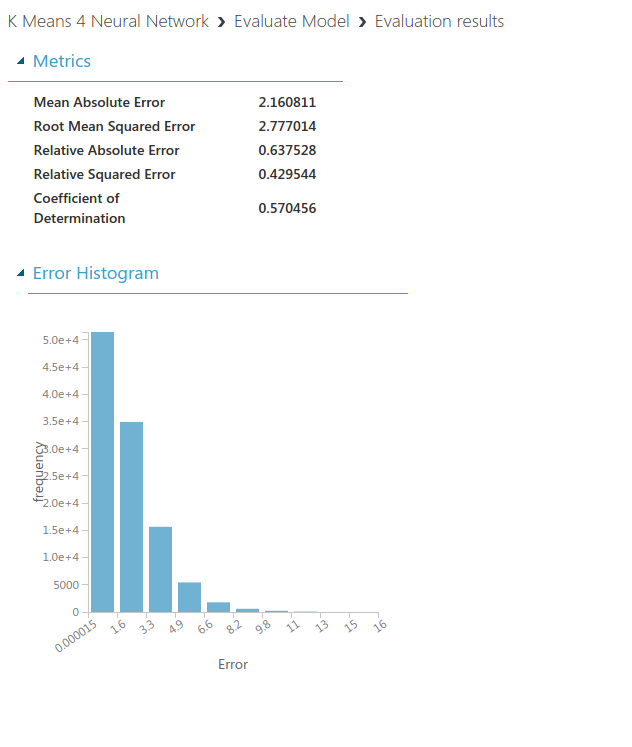 K Means 4 Neural Network ❯ Evaluate Model ❯ Evaluation results
Metrics
Mean Absolute Error 2.160811
Root Mean Squared Error 2.777014
Relative Absolute Error 0.637528
Relative Squared Error 0.429544
Coefficient of
Determination 0.570456
Error Histogram
5.0e+4
4.5e+4
4.0e+4
3.5e+4
3.0e+4
2.5e+4
2.0e+4
1.5e+4
1.0e+4
5000
0
frequency
0.000015 1.6 3.3 4.9 6.6 8.2 9.8 11 13 15 16
Error